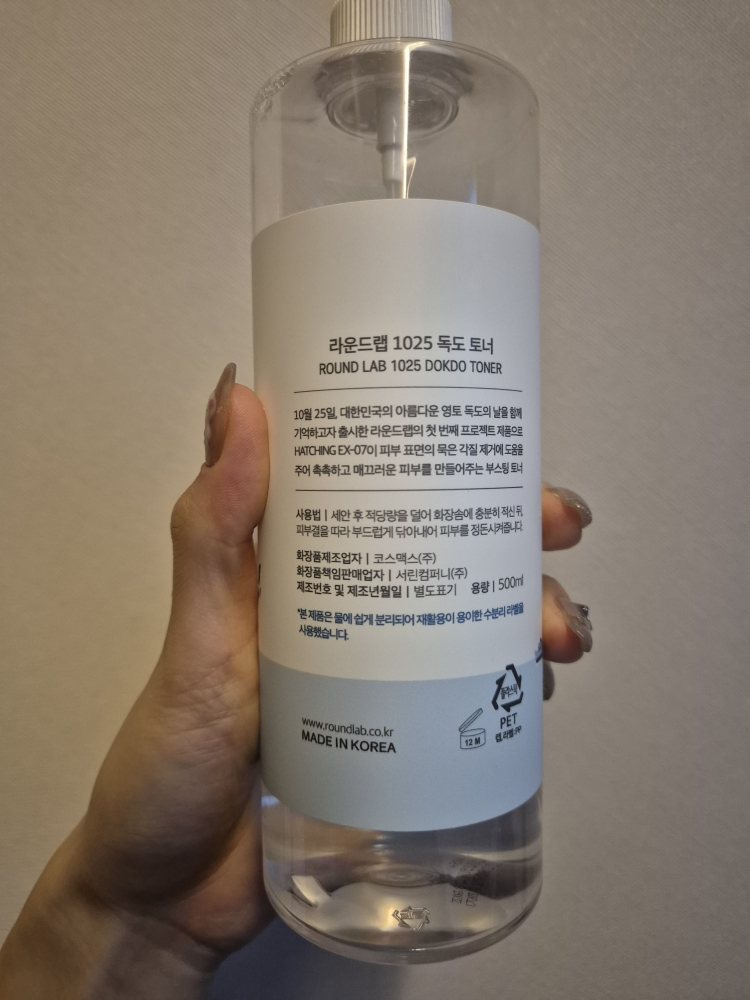 라운드랩 1025 독도 토너
ROUND LAB 1025 DOKDO TONER
10월 25일, 대한민국의 아름다운 영토 독도의 날을 함께
기억하고자 출시한 라운드랩의 첫 번째 프로젝트 제품으로
HATCHING EX-07이 피부 표면의 묵은 각질 제거에 도움을
주어 촉촉하고 매끄러운 피부를 만들어주는 부스팅 토너
사용법 | 세안 후 적당량을 덜어 화장솜에 충분히 적신 뒤,
피부결을 따라 부드럽게 닦아내어 피부를 정돈시켜줍니다.
화장품제조업자 | 코스맥스(주)
화장품책임판매업자 | 서린컴퍼니(주)
제조번호 및 제조년월일 | 별도표기 용량 | 500ml
*본 제품은 물에 쉽게 분리되어 재활용이 용이한 수분리 라벨을
사용했습니다.
플라스틱
PET
캡,라벨:PP
12 M
www.roundlab.co.kr
MADE IN KOREA